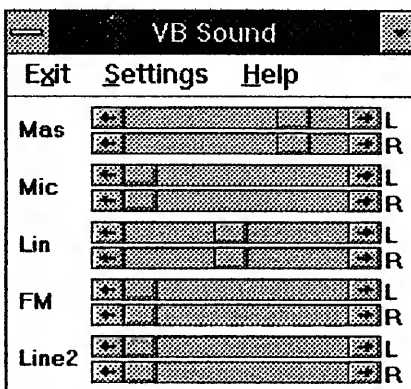 VB Sound
Exit Settings Help
Mas L
R
Mic L
R
Lin L
R
FM L
R
Line2 L
R